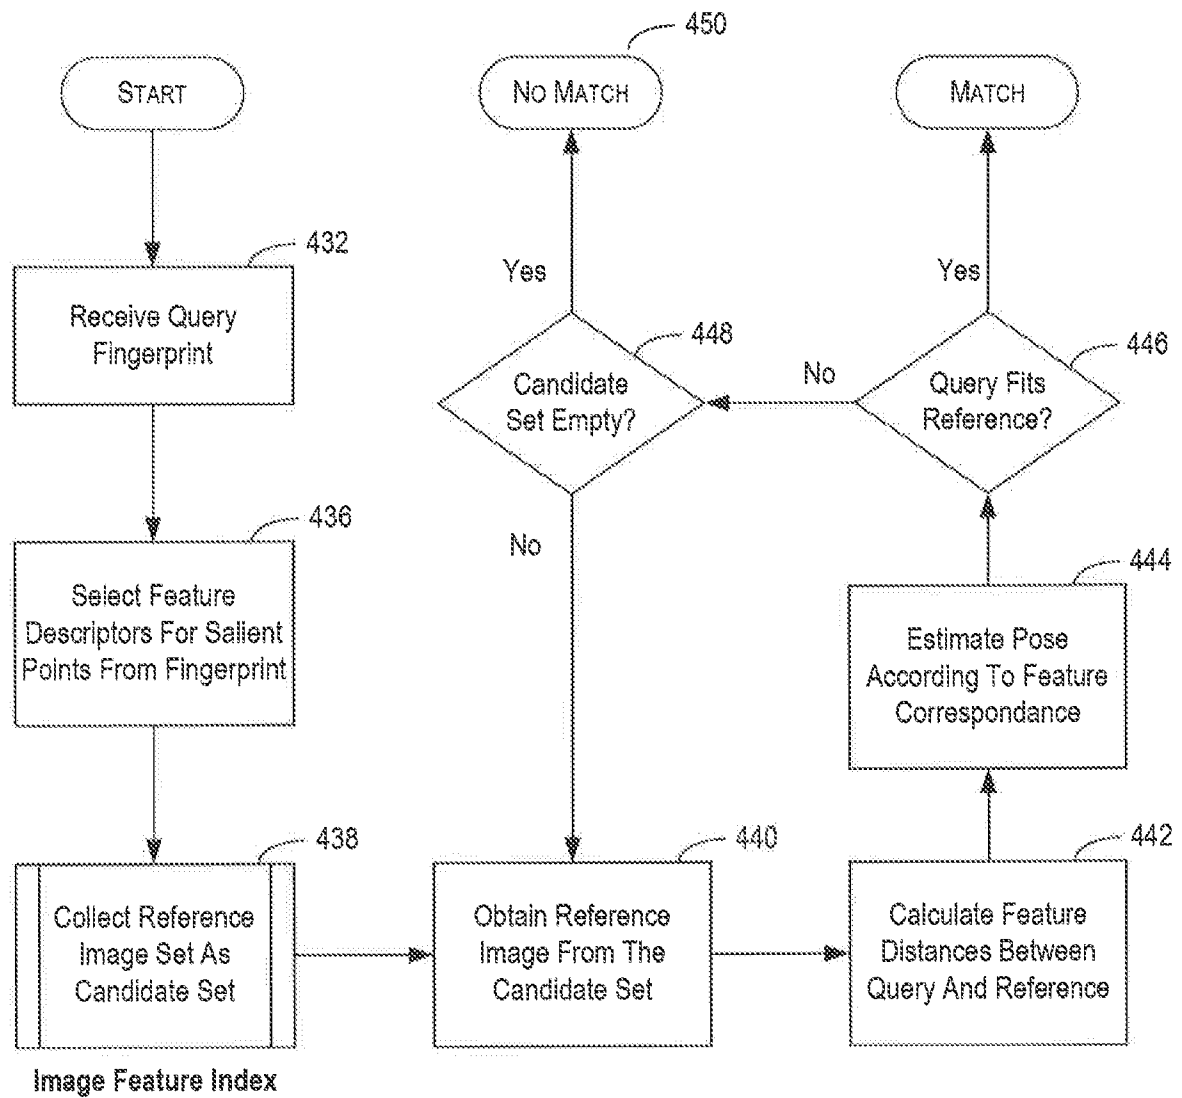 START
432
Receive Query
Fingerprint
436
Select Feature
Descriptors For Salient
Points From Fingerprint
438
Collect Reference
Image Set As
Candidate Set
Image Feature Index
440
Obtain Reference
Image From The
Candidate Set
442
Calculate Feature
Distances Between
Query And Reference
444
Estimate Pose
According To Feature
Correspondance
446
Query Fits
Reference?
Yes
MATCH
No
448
Candidate
Set Empty?
Yes
450
NO MATCH
No